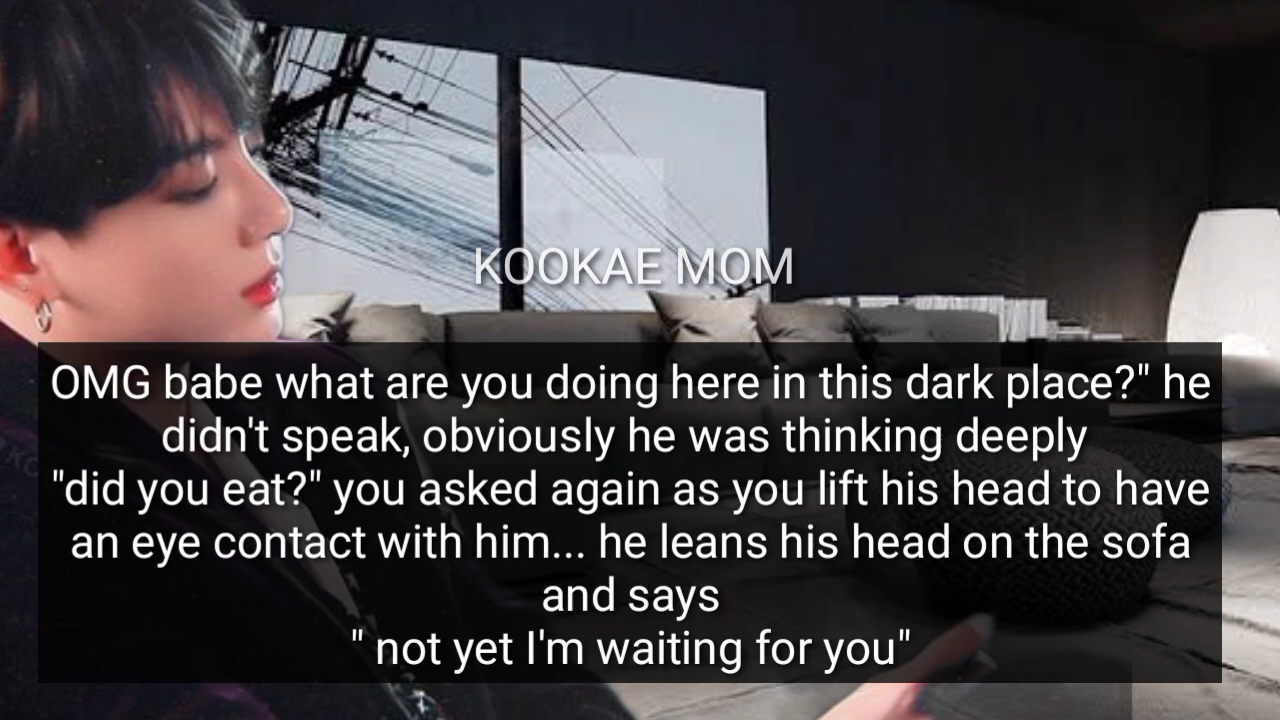 KOOKAE MOM
OMG babe what are you doing here in this dark place?" he
didn't speak, obviously he was thinking deeply
"did you eat?" you asked again as you lift his head to have
an eye contact with him... he leans his head on the sofa
and says
" not yet I'm waiting for you"